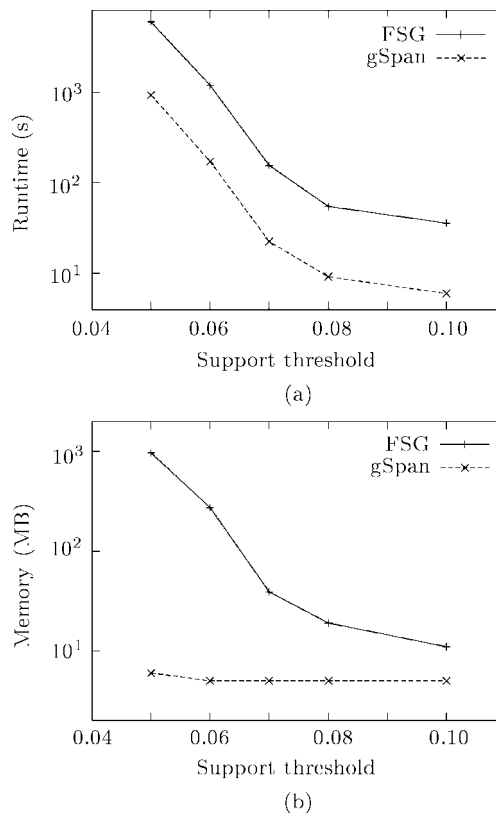 FSG
gSpan
Runtime (s)
10^3
10^2
10^1
0.04 0.06 0.08 0.10
Support threshold
(a)
FSG
gSpan
Memory (MB)
10^3
10^2
10^1
0.04 0.06 0.08 0.10
Support threshold
(b)